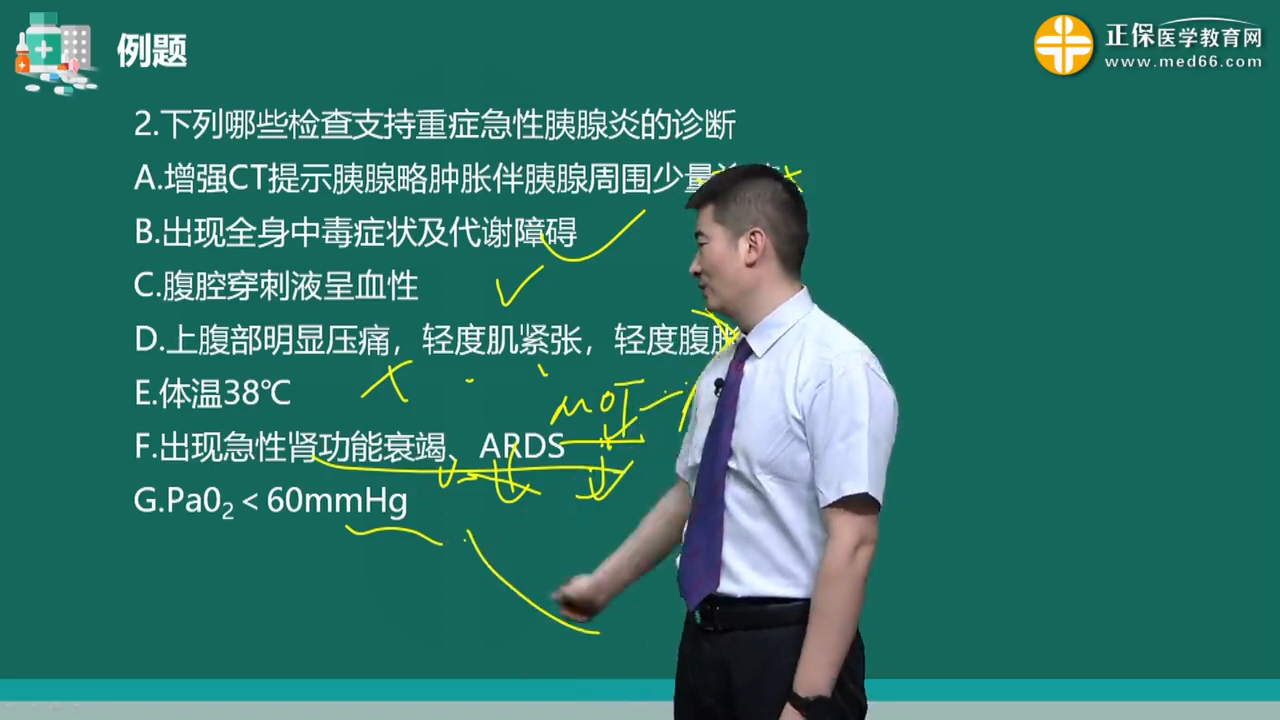 例题
正保医学教育网
www.med66.com
2.下列哪些检查支持重症急性胰腺炎的诊断
A.增强CT提示胰腺略肿胀伴胰腺周围少量
B.出现全身中毒症状及代谢障碍
C.腹腔穿刺液呈血性
D.上腹部明显压痛，轻度肌紧张，轻度腹胀
E.体温38℃
F.出现急性肾功能衰竭、ARDS
G.Pa0₂＜60mmHg